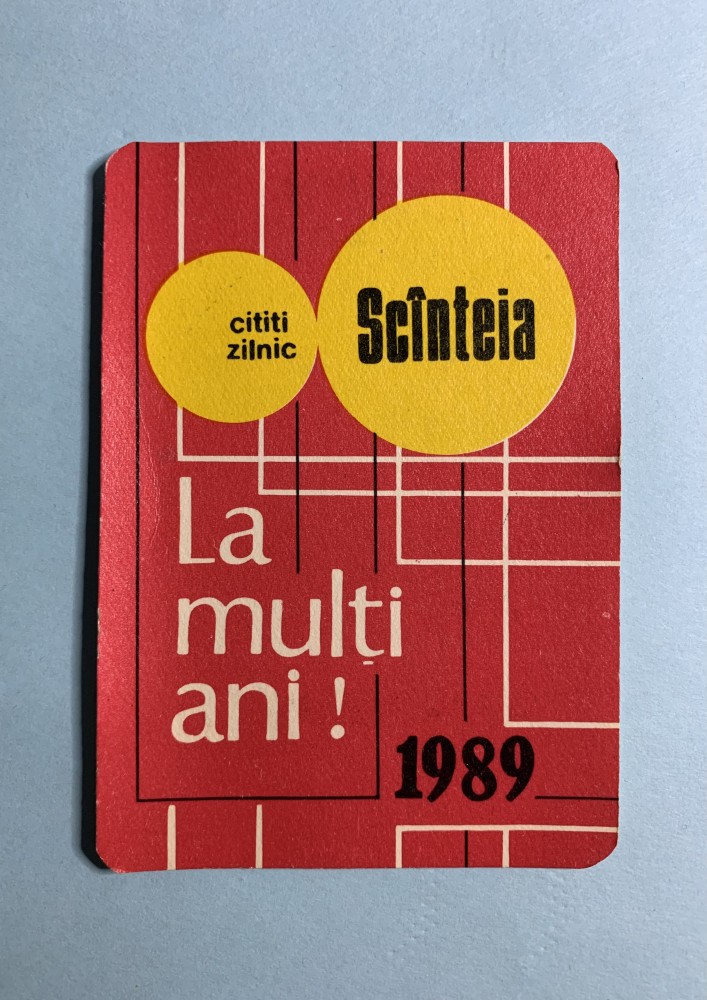 cititi
zilnic
Scînteia
La
mulți
ani !
1989